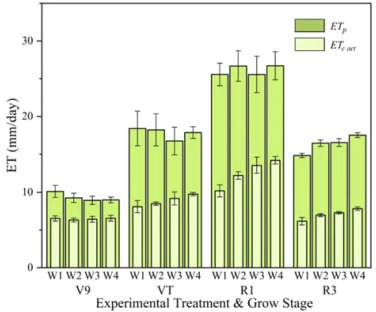 ETp
ETc act
30
20
10
0
ET (mm/day)
W1 W2 W3 W4 W1 W2 W3 W4 W1 W2 W3 W4 W1 W2 W3 W4
V9 VT R1 R3
Experimental Treatment & Grow Stage